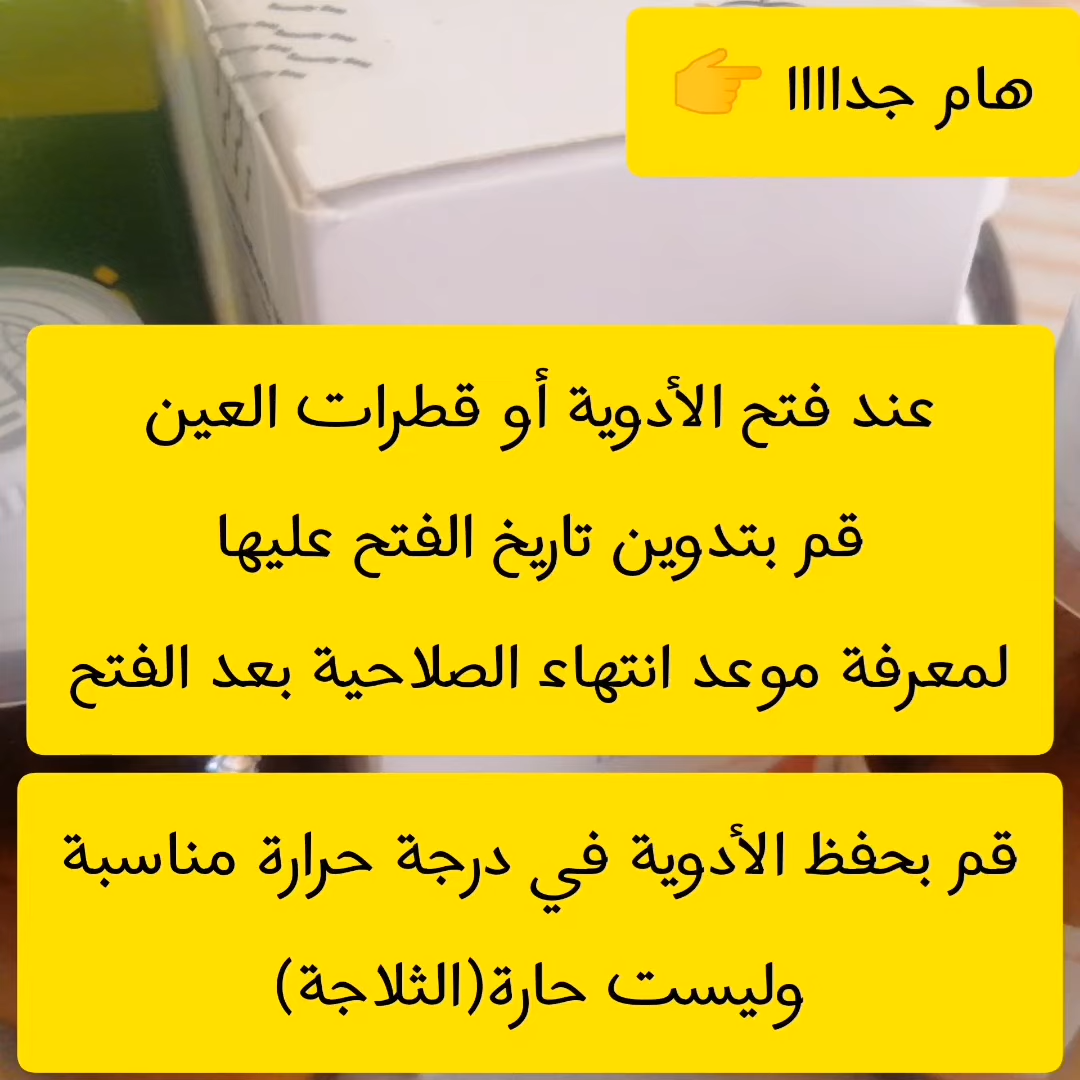 هام جداااا 👉
عند فتح الأدوية أو قطرات العين
قم بتدوين تاريخ الفتح عليها
لمعرفة موعد انتهاء الصلاحية بعد الفتح
قم بحفظ الأدوية في درجة حرارة مناسبة
وليست حارة(الثلاجة)